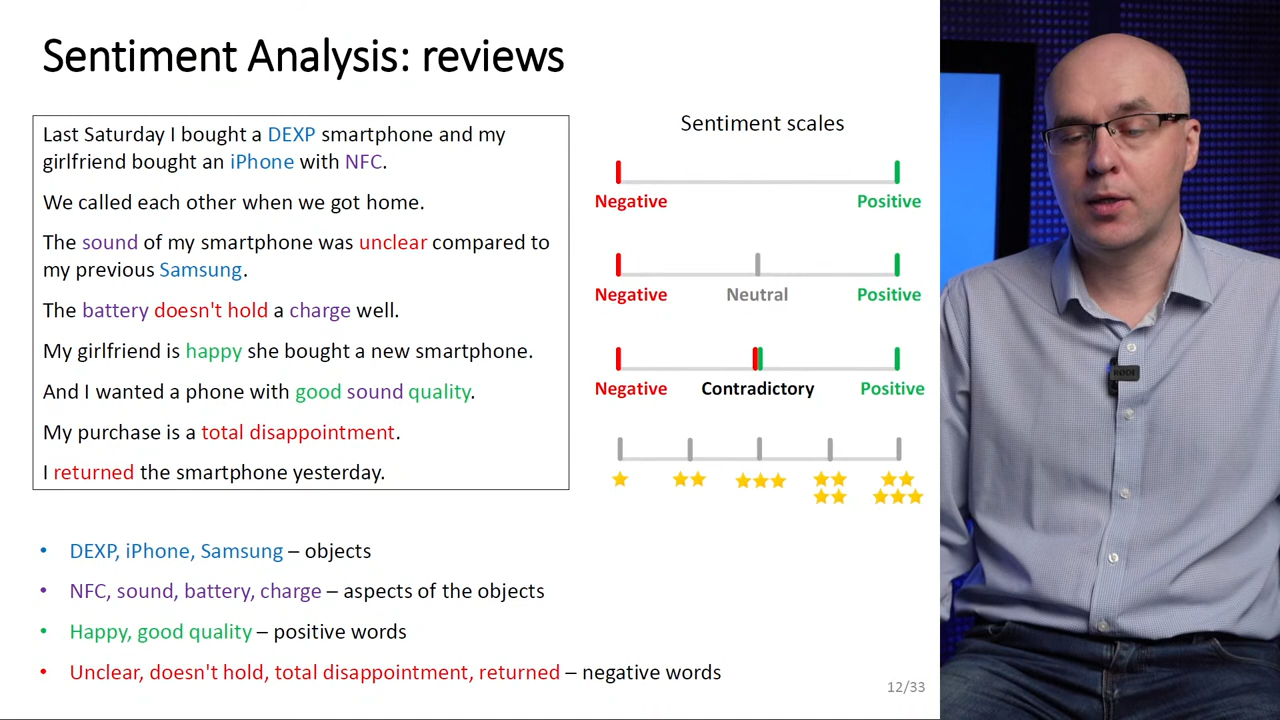 Sentiment Analysis: reviews
Last Saturday I bought a DEXP smartphone and my
girlfriend bought an iPhone with NFC.
We called each other when we got home.
The sound of my smartphone was unclear compared to
my previous Samsung.
The battery doesn't hold a charge well.
My girlfriend is happy she bought a new smartphone.
And I wanted a phone with good sound quality.
My purchase is a total disappointment.
I returned the smartphone yesterday.
Sentiment scales
Negative Positive
Negative Neutral Positive
Negative Contradictory Positive
• DEXP, iPhone, Samsung – objects
• NFC, sound, battery, charge – aspects of the objects
• Happy, good quality – positive words
• Unclear, doesn't hold, total disappointment, returned – negative words
12/33
RØDE